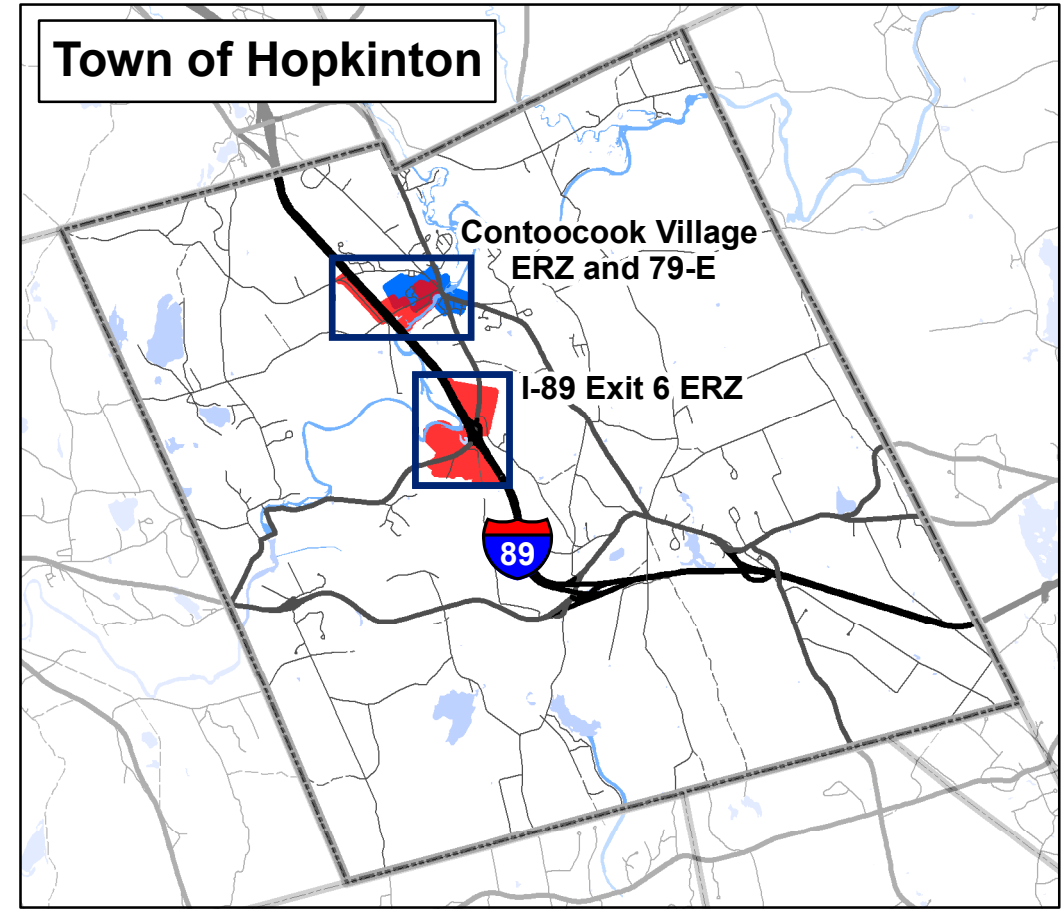 Town of Hopkinton
Contoocook Village
ERZ and 79-E
I-89 Exit 6 ERZ
89